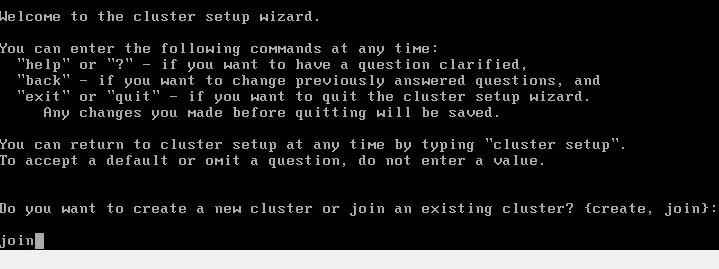 Welcome to the cluster setup wizard.
You can enter the following commands at any time:
"help" or "?" - if you want to have a question clarified,
"back" - if you want to change previously answered questions, and
"exit" or "quit" - if you want to quit the cluster setup wizard.
Any changes you made before quitting will be saved.
You can return to cluster setup at any time by typing "cluster setup".
To accept a default or omit a question, do not enter a value.
Do you want to create a new cluster or join an existing cluster? {create, join}:
join